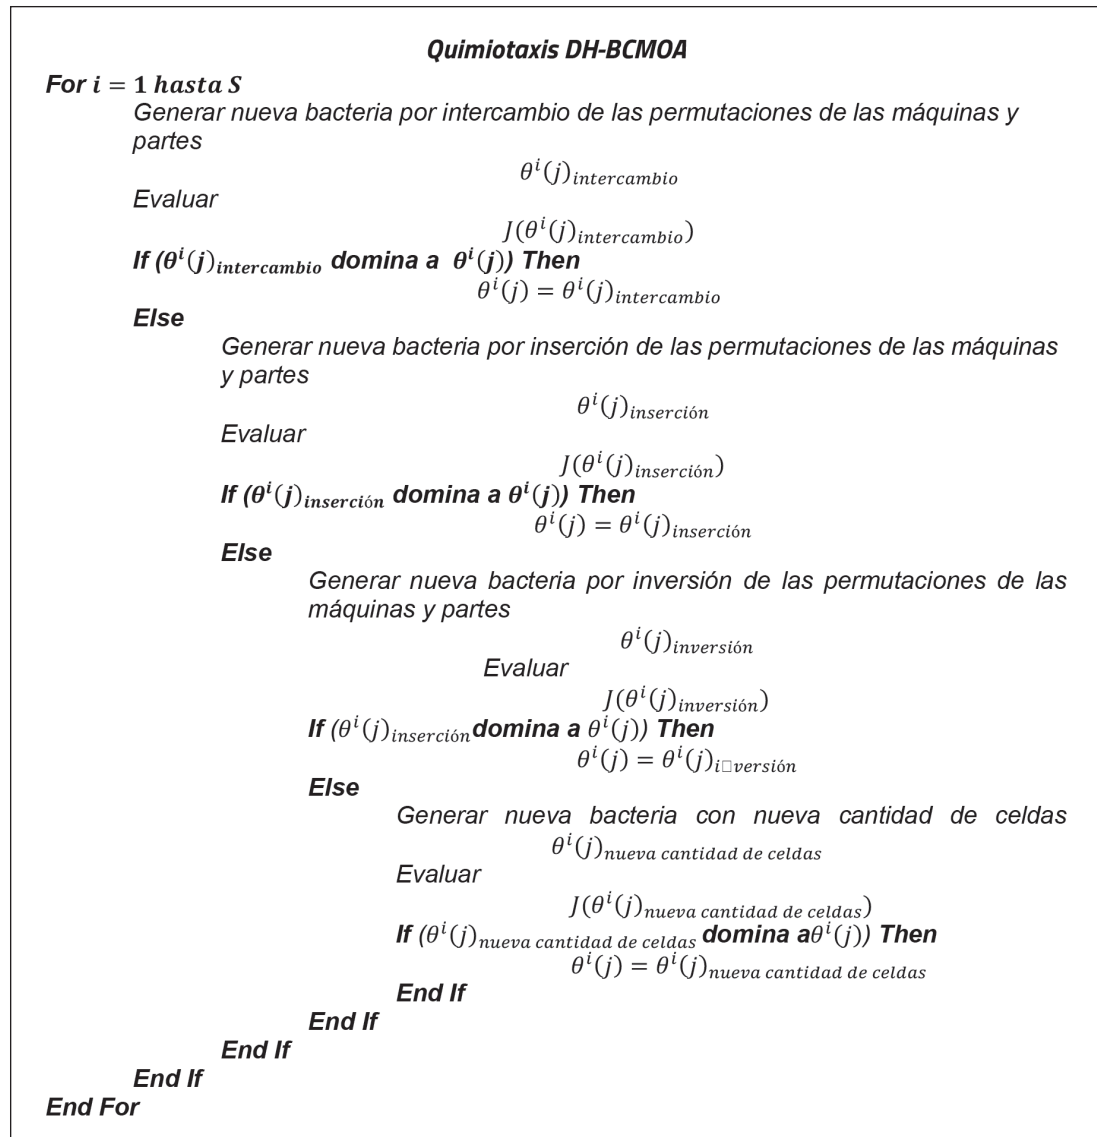 Quimiotaxis DH-BCMOA
For i = 1 hasta S
Generar nueva bacteria por intercambio de las permutaciones de las máquinas y
partes
θ^i(j)_intercambio
Evaluar
J(θ^i(j)_intercambio)
If (θ^i(j)_intercambio domina a θ^i(j)) Then
θ^i(j) = θ^i(j)_intercambio
Else
Generar nueva bacteria por inserción de las permutaciones de las máquinas
y partes
θ^i(j)_inserción
Evaluar
J(θ^i(j)_inserción)
If (θ^i(j)_inserción domina a θ^i(j)) Then
θ^i(j) = θ^i(j)_inserción
Else
Generar nueva bacteria por inversión de las permutaciones de las
máquinas y partes
θ^i(j)_inversión
Evaluar
J(θ^i(j)_inversión)
If (θ^i(j)_inserción domina a θ^i(j)) Then
θ^i(j) = θ^i(j)_i□versión
Else
Generar nueva bacteria con nueva cantidad de celdas
θ^i(j)_nueva cantidad de celdas
Evaluar
J(θ^i(j)_nueva cantidad de celdas)
If (θ^i(j)_nueva cantidad de celdas domina aθ^i(j)) Then
θ^i(j) = θ^i(j)_nueva cantidad de celdas
End If
End If
End If
End If
End For